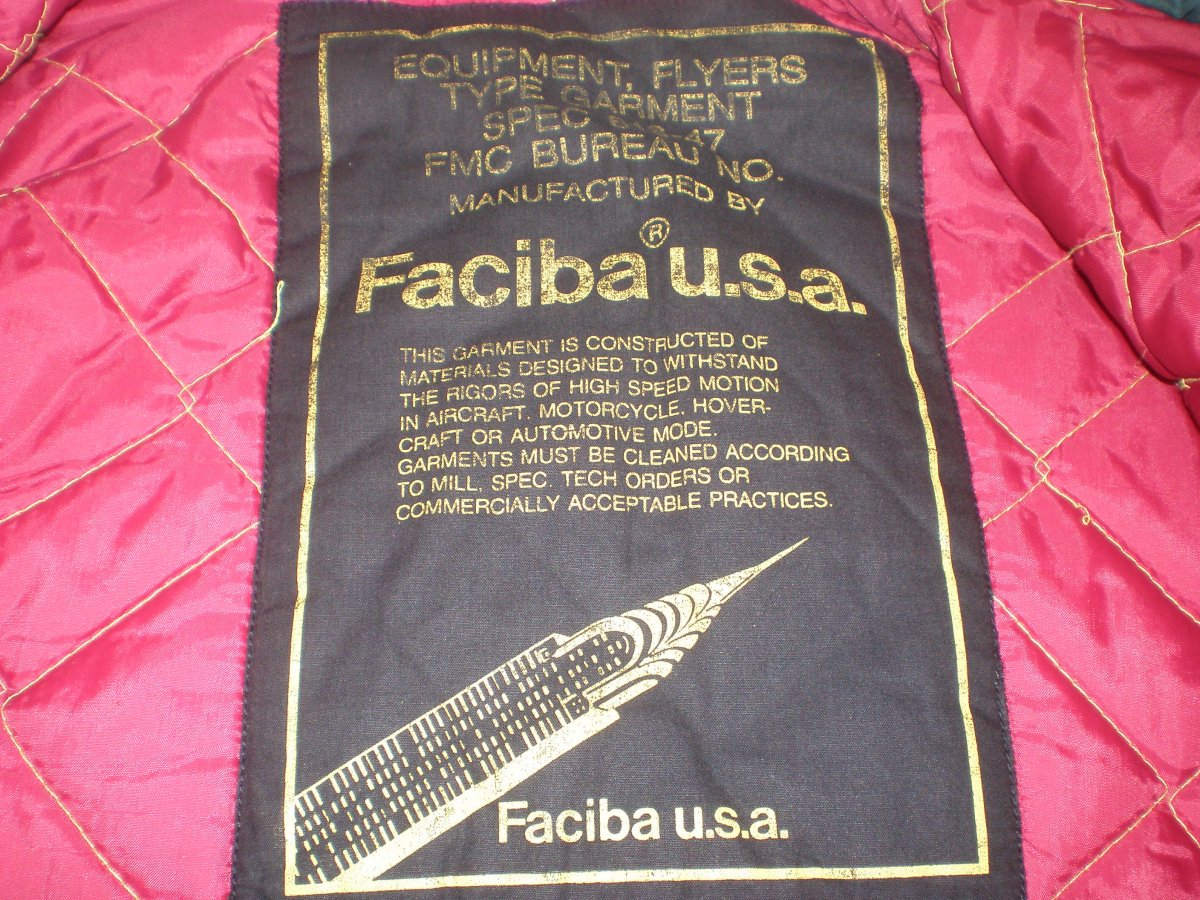 EQUIPMENT, FLYERS
TYPE GARMENT
SPEC 47
FMC BUREAU NO.
MANUFACTURED BY
Faciba® u.s.a.
THIS GARMENT IS CONSTRUCTED OF
MATERIALS DESIGNED TO WITHSTAND
THE RIGORS OF HIGH SPEED MOTION
IN AIRCRAFT, MOTORCYCLE, HOVER-
CRAFT OR AUTOMOTIVE MODE.
GARMENTS MUST BE CLEANED ACCORDING
TO MILL, SPEC. TECH ORDERS OR
COMMERCIALLY ACCEPTABLE PRACTICES.
Faciba u.s.a.